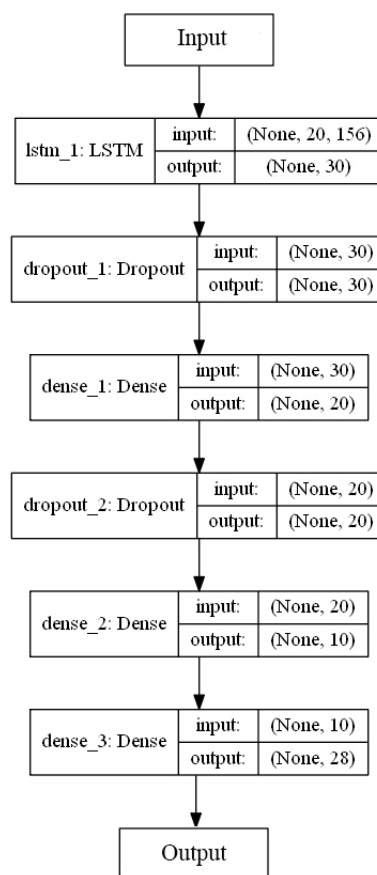 Input
lstm_1: LSTM
input: (None, 20, 156)
output: (None, 30)
dropout_1: Dropout
input: (None, 30)
output: (None, 30)
dense_1: Dense
input: (None, 30)
output: (None, 20)
dropout_2: Dropout
input: (None, 20)
output: (None, 20)
dense_2: Dense
input: (None, 20)
output: (None, 10)
dense_3: Dense
input: (None, 10)
output: (None, 28)
Output